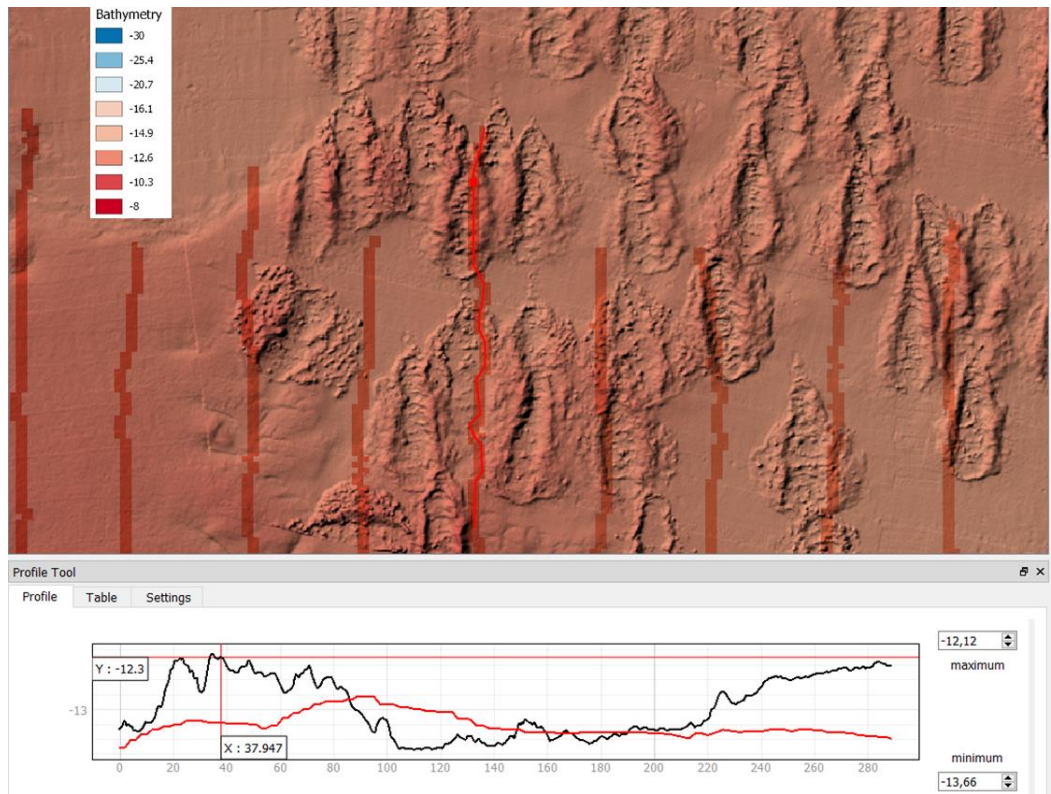 Bathymetry
-30
-25.4
-20.7
-16.1
-14.9
-12.6
-10.3
-8
Profile Tool
Profile Table Settings
Y : -12.3
-13
X : 37.947
0 20 40 60 80 100 120 140 160 180 200 220 240 260 280
-12,12
maximum
minimum
-13,66